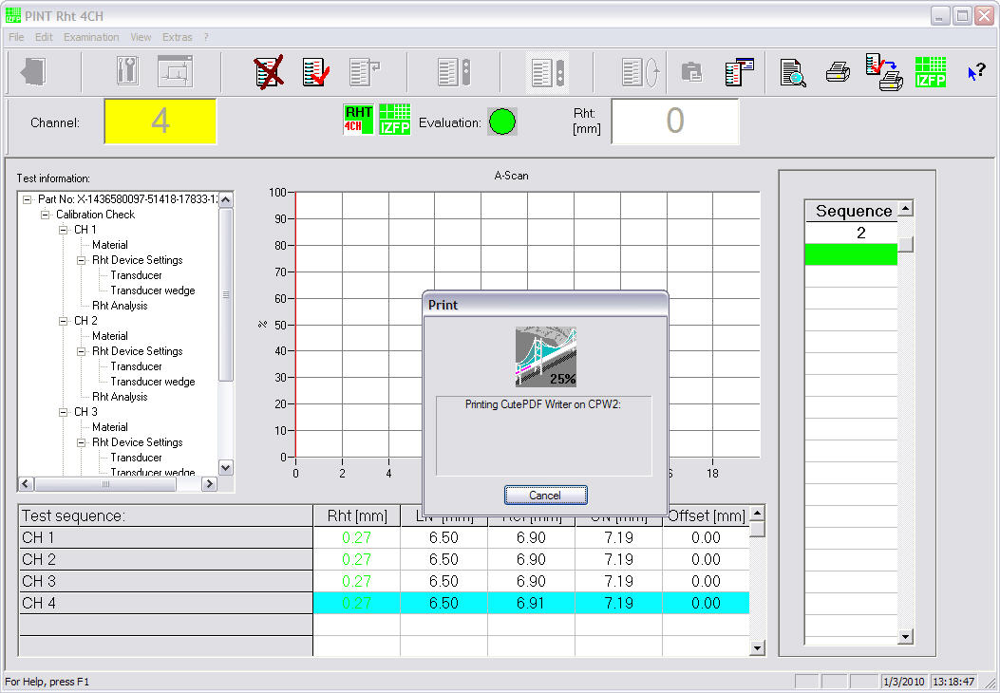 IZFP PINT Rht 4CH
File Edit Examination View Extras ?
IZFP ?
Channel: 4
RHT 4CH IZFP Evaluation:
Rht: [mm] 0
Test information:
Part No: X-1436580097-51418-17833-1
Calibration Check
CH 1
Material
Rht Device Settings
Transducer
Transducer wedge
Rht Analysis
CH 2
Material
Rht Device Settings
Transducer
Transducer wedge
Rht Analysis
CH 3
Material
Rht Device Settings
Transducer
Transducer wedge
A-Scan
100
90
80
70
60
% 50
40
30
20
10
0
0 2 4 18
Print
25%
Printing CutePDF Writer on CPW2:
Cancel
Sequence
2
Test sequence: Rht [mm] [mm] [mm] [mm] Offset [mm]
CH 1 0.27 6.50 6.90 7.19 0.00
CH 2 0.27 6.50 6.90 7.19 0.00
CH 3 0.27 6.50 6.90 7.19 0.00
CH 4 0.27 6.50 6.91 7.19 0.00
For Help, press F1 1/3/2010 13:18:47